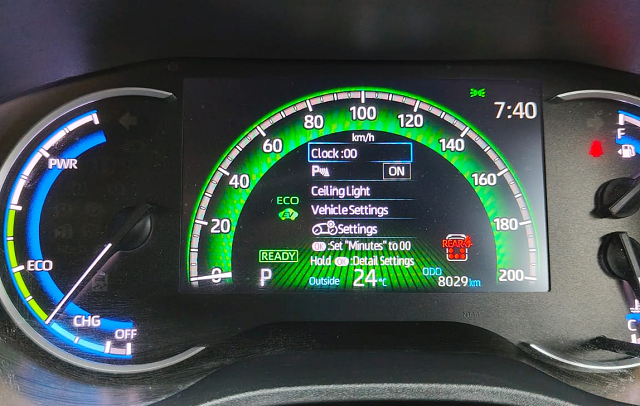 7:40
0
20
40
60
80
100
120
140
160
180
200
km/h
Clock :00
P
ON
Ceiling Light
Vehicle Settings
Settings
OK :Set "Minutes" to 00
Hold OK :Detail Settings
ECO
EV
READY
P
Outside 24°C
ODO
8029 km
REAR
PWR
ECO
CHG
OFF
F
C